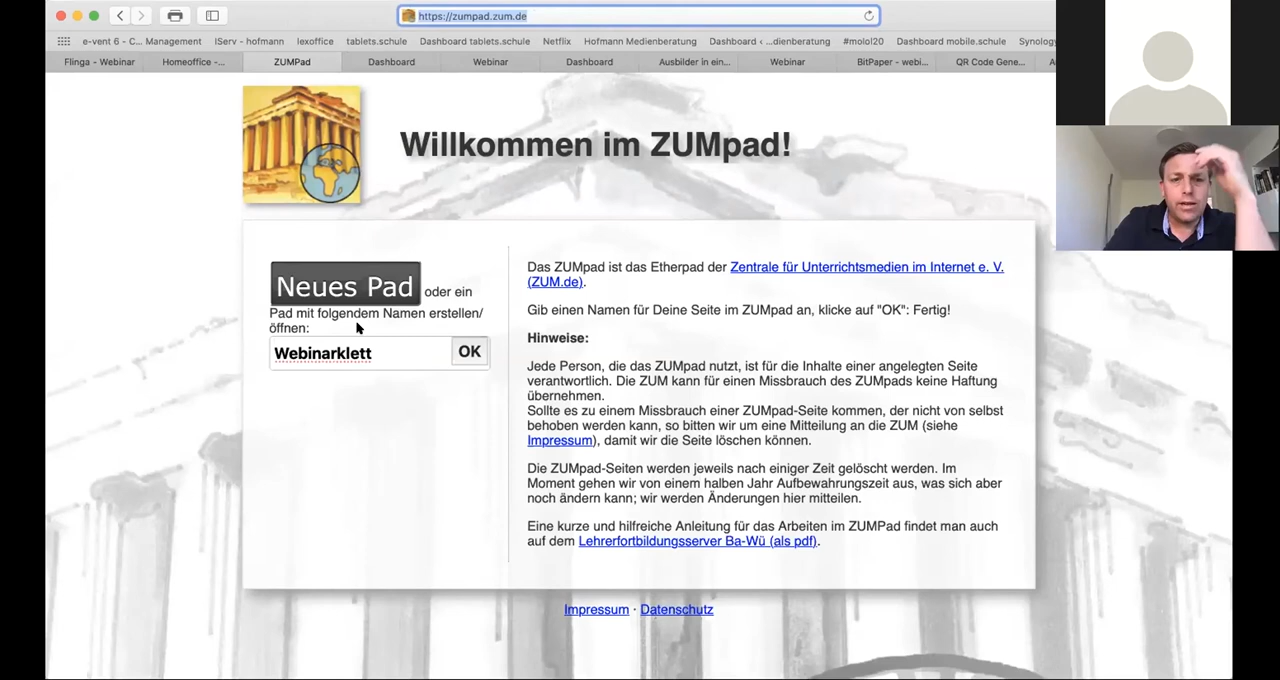 https://zumpad.zum.de
e-vent 6 - C... Management IServ - hofmann lexoffice tablets.schule Dashboard tablets.schule Netflix Hofmann Medienberatung Dashboard ‹ ...dienberatung #molol20 Dashboard mobile.schule Synology
Flinga - Webinar Homeoffice -... ZUMPad Dashboard Webinar Dashboard Ausbilder in ein... Webinar BitPaper - webi... QR Code Gene...
Willkommen im ZUMpad!
Neues Pad oder ein
Pad mit folgendem Namen erstellen/
öffnen:
Webinarklett OK
Das ZUMpad ist das Etherpad der Zentrale für Unterrichtsmedien im Internet e. V.
(ZUM.de).
Gib einen Namen für Deine Seite im ZUMpad an, klicke auf "OK": Fertig!
Hinweise:
Jede Person, die das ZUMpad nutzt, ist für die Inhalte einer angelegten Seite
verantwortlich. Die ZUM kann für einen Missbrauch des ZUMpads keine Haftung
übernehmen.
Sollte es zu einem Missbrauch einer ZUMpad-Seite kommen, der nicht von selbst
behoben werden kann, so bitten wir um eine Mitteilung an die ZUM (siehe
Impressum), damit wir die Seite löschen können.
Die ZUMpad-Seiten werden jeweils nach einiger Zeit gelöscht werden. Im
Moment gehen wir von einem halben Jahr Aufbewahrungszeit aus, was sich aber
noch ändern kann; wir werden Änderungen hier mitteilen.
Eine kurze und hilfreiche Anleitung für das Arbeiten im ZUMPad findet man auch
auf dem Lehrerfortbildungsserver Ba-Wü (als pdf).
Impressum · Datenschutz